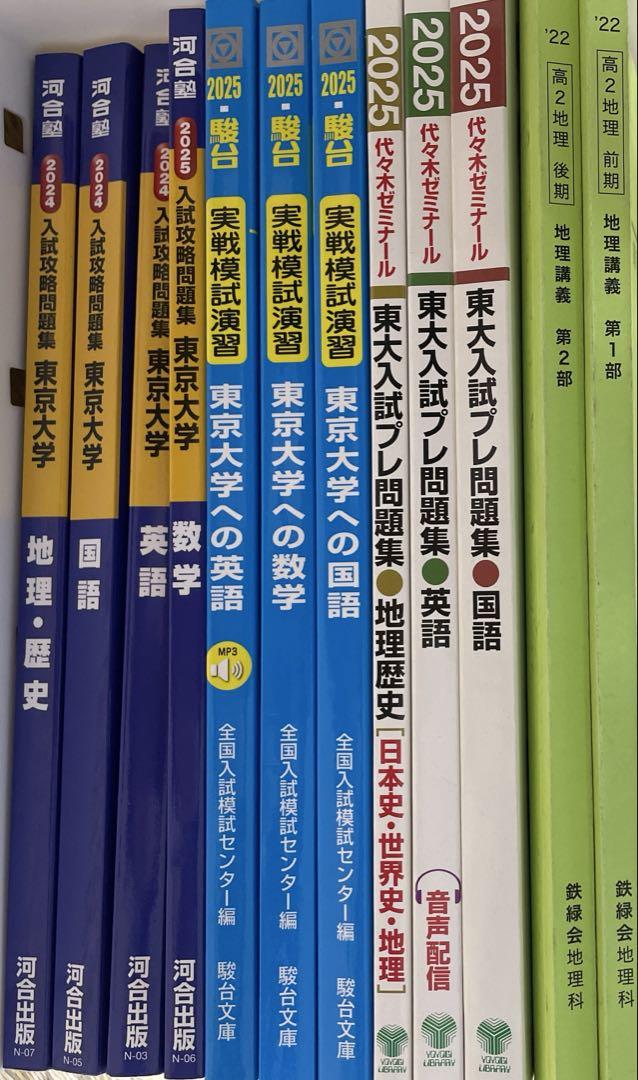 河合塾 2024 入試攻略問題集 東京大学 地理・歴史 河合出版 N-07
河合塾 2024 入試攻略問題集 東京大学 国語 河合出版 N-05
河合塾 2024 入試攻略問題集 東京大学 英語 河合出版 N-03
河合塾 2025 入試攻略問題集 東京大学 数学 河合出版 N-06
2025・駿台 実戦模試演習 東京大学への英語 MP3 全国入試模試センター編 駿台文庫
2025・駿台 実戦模試演習 東京大学への数学 全国入試模試センター編 駿台文庫
2025・駿台 実戦模試演習 東京大学への国語 全国入試模試センター編 駿台文庫
2025 代々木ゼミナール 東大入試プレ問題集●地理歴史[日本史・世界史・地理] YOYOGI LIBRARY
2025 代々木ゼミナール 東大入試プレ問題集●英語 音声配信 YOYOGI LIBRARY
2025 代々木ゼミナール 東大入試プレ問題集●国語 YOYOGI LIBRARY
'22 高2地理 後期 地理講義 第2部 鉄緑会地理科
'22 高2地理 前期 地理講義 第1部 鉄緑会地理科